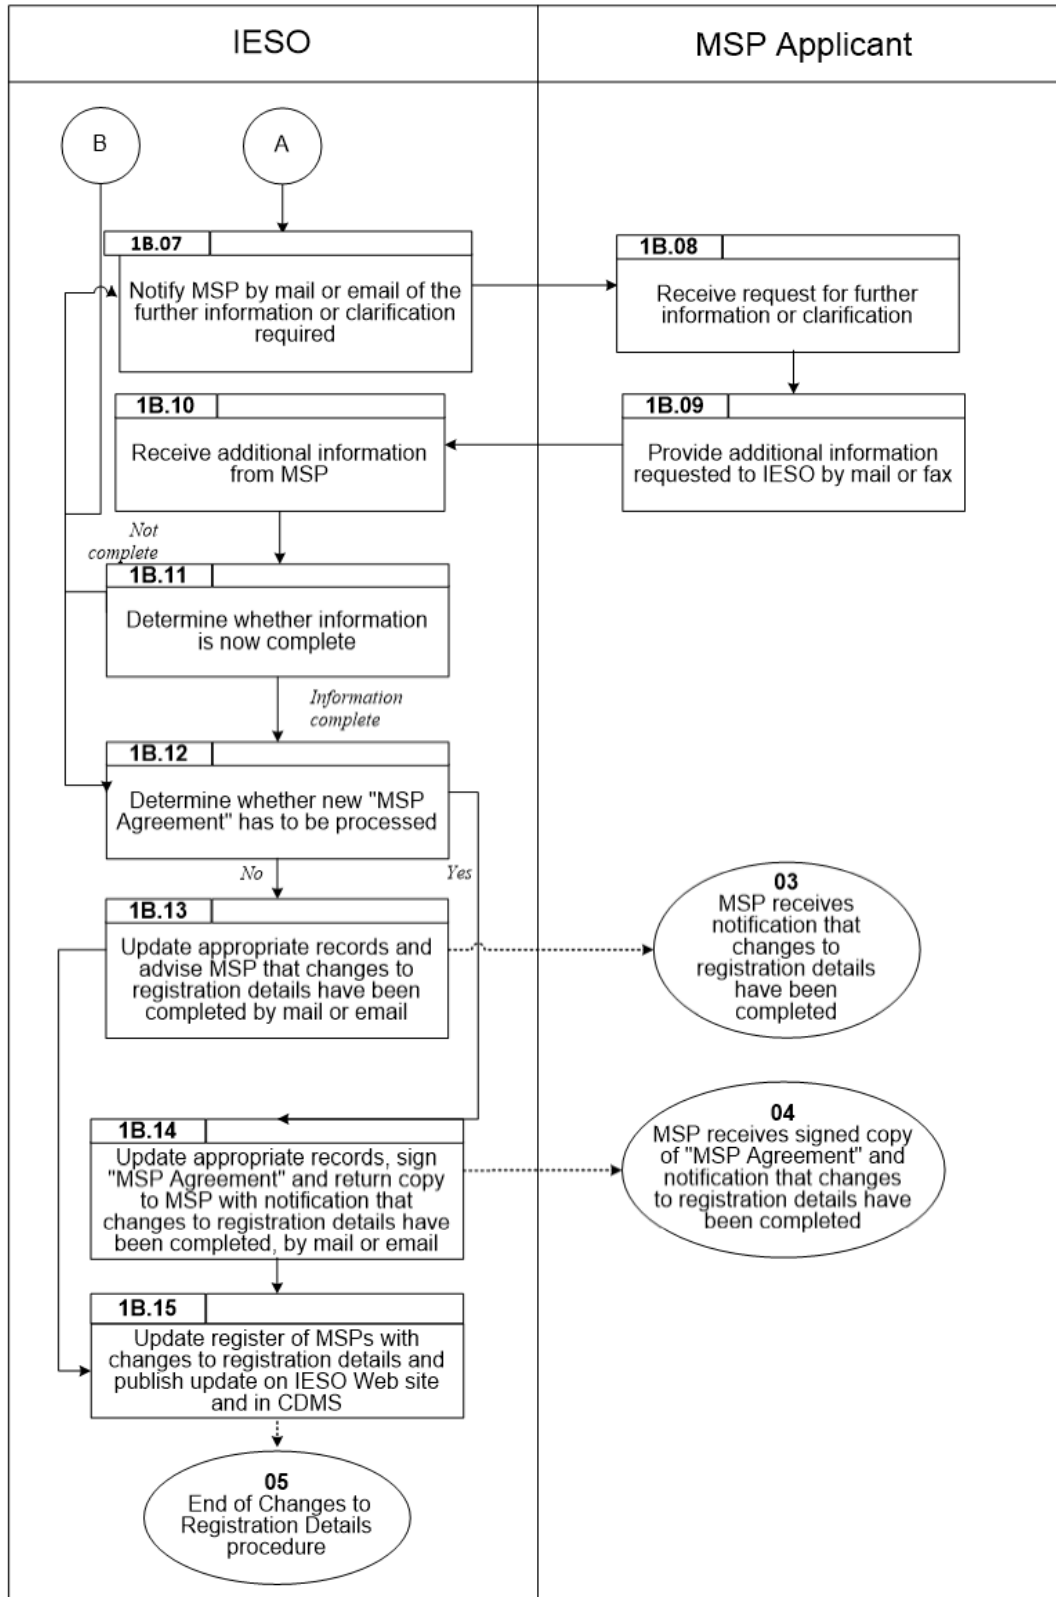 IESO
MSP Applicant
B
A
1B.07
Notify MSP by mail or email of the
further information or clarification
required
1B.08
Receive request for further
information or clarification
1B.10
Receive additional information
from MSP
1B.09
Provide additional information
requested to IESO by mail or fax
Not
complete
1B.11
Determine whether information
is now complete
Information
complete
1B.12
Determine whether new "MSP
Agreement" has to be processed
No
Yes
1B.13
Update appropriate records and
advise MSP that changes to
registration details have been
completed by mail or email
03
MSP receives
notification that
changes to
registration details
have been
completed
1B.14
Update appropriate records, sign
"MSP Agreement" and return copy
to MSP with notification that
changes to registration details have
been completed, by mail or email
04
MSP receives signed copy
of "MSP Agreement" and
notification that changes
to registration details have
been completed
1B.15
Update register of MSPs with
changes to registration details and
publish update on IESO Web site
and in CDMS
05
End of Changes to
Registration Details
procedure